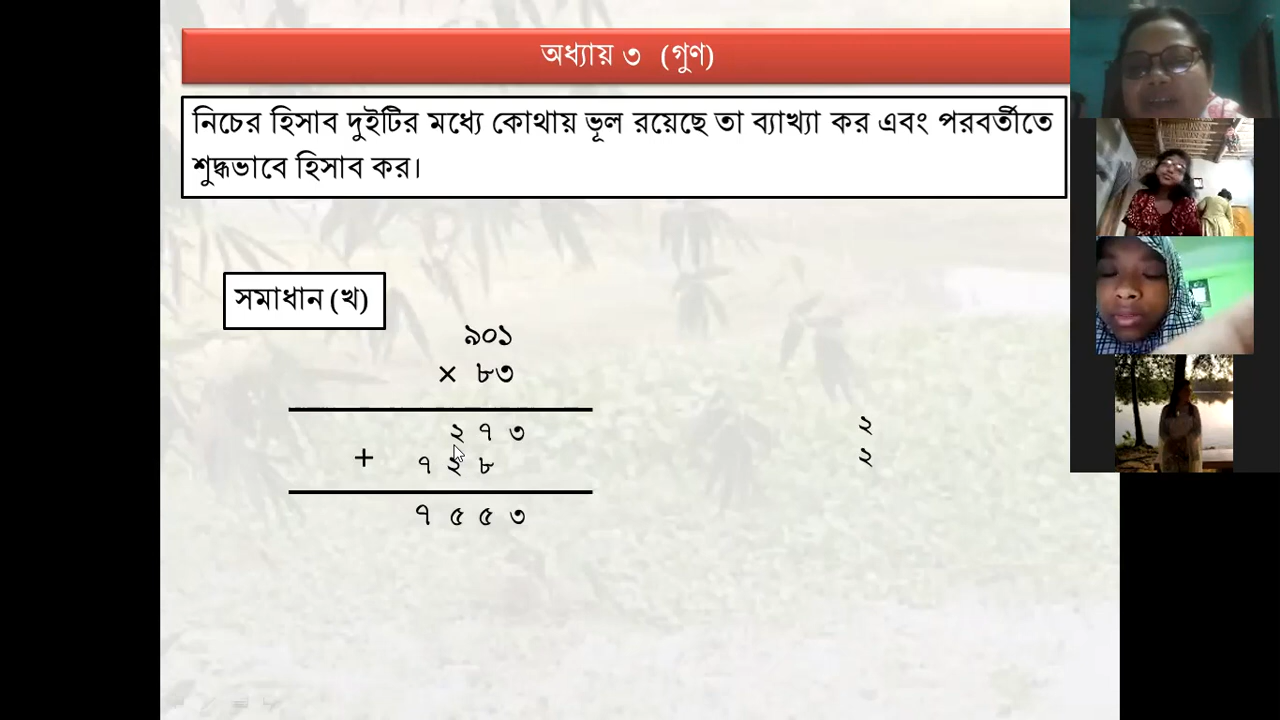 অধ্যায় ৩ (গুণ)
নিচের হিসাব দুইটির মধ্যে কোথায় ভূল রয়েছে তা ব্যাখ্যা কর এবং পরবর্তীতে
শুদ্ধভাবে হিসাব কর।
সমাধান (খ)
৯০১
× ৮৩
২ ৭ ৩
+ ৭ ২ ৮
৭ ৫ ৫ ৩
২
২